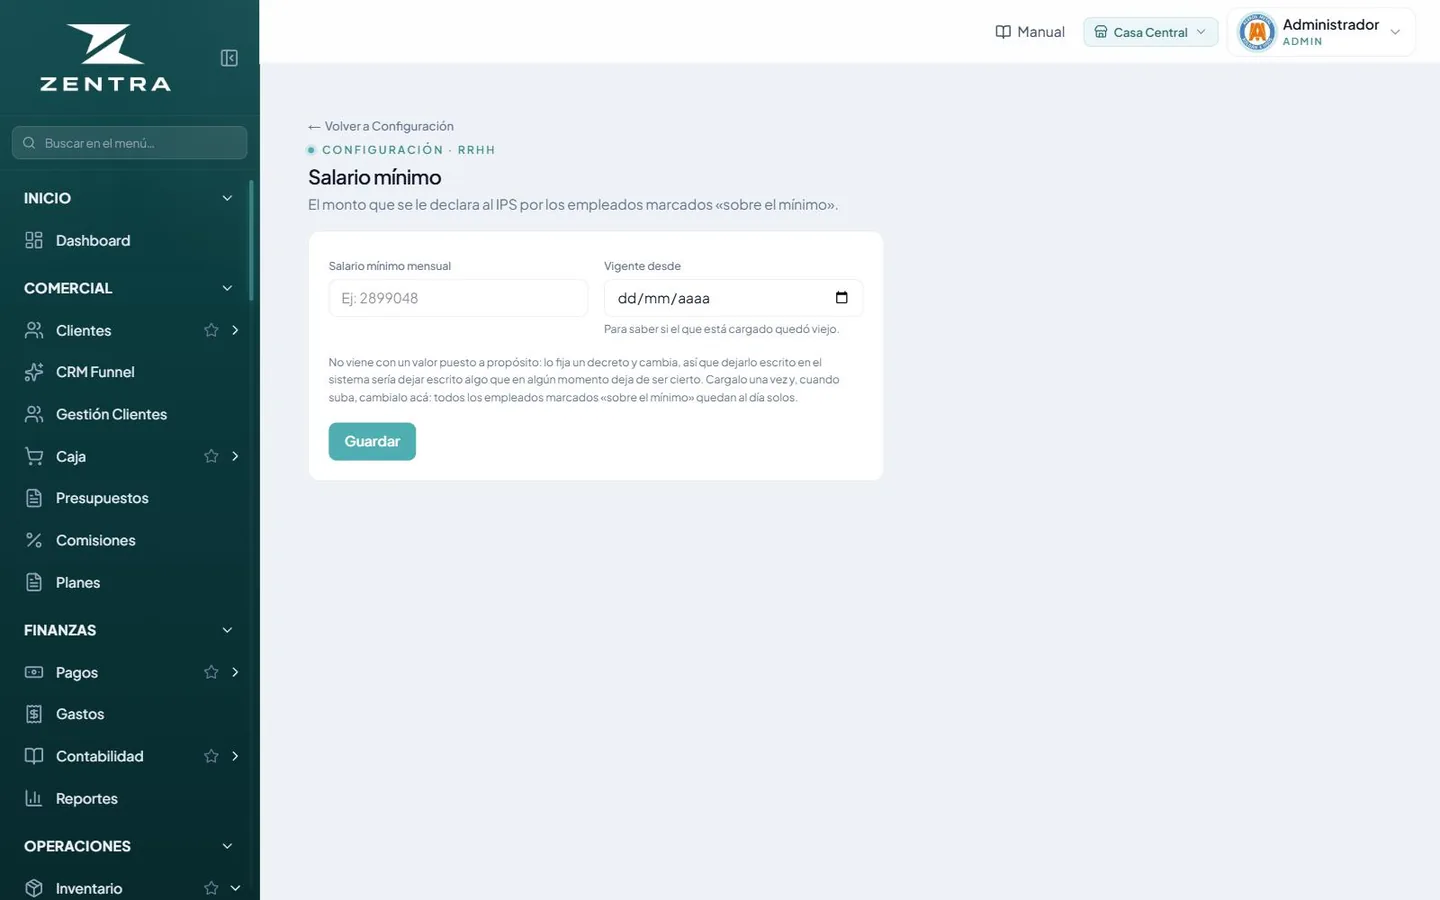 ZENTRA
Buscar en el menú...
INICIO
Dashboard
COMERCIAL
Clientes
CRM Funnel
Gestión Clientes
Caja
Presupuestos
Comisiones
Planes
FINANZAS
Pagos
Gastos
Contabilidad
Reportes
OPERACIONES
Inventario
Manual
Casa Central
Administrador
ADMIN
← Volver a Configuración
CONFIGURACIÓN · RRHH
Salario mínimo
El monto que se le declara al IPS por los empleados marcados «sobre el mínimo».
Salario mínimo mensual
Ej: 2899048
Vigente desde
dd/mm/aaaa
Para saber si el que está cargado quedó viejo.
No viene con un valor puesto a propósito: lo fija un decreto y cambia, así que dejarlo escrito en el
sistema sería dejar escrito algo que en algún momento deja de ser cierto. Cargalo una vez y, cuando
suba, cambialo acá: todos los empleados marcados «sobre el mínimo» quedan al día solos.
Guardar